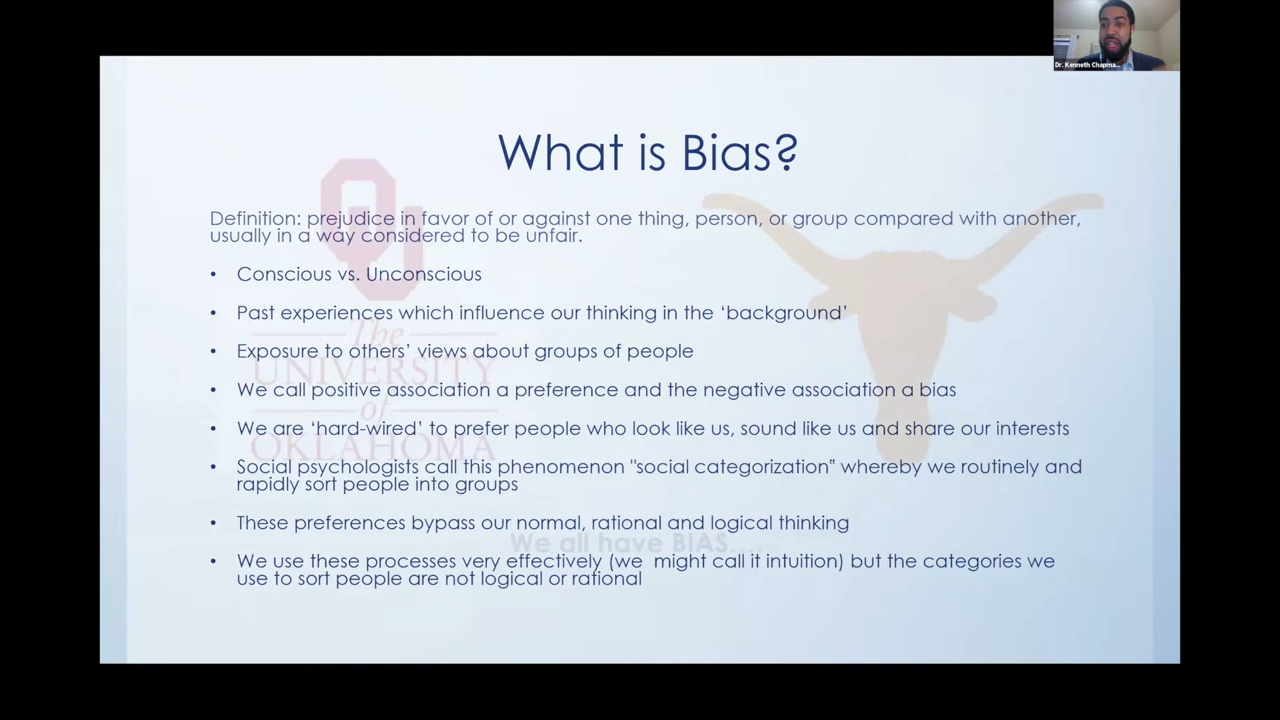 Dr. Kenneth Chapma...
What is Bias?
Definition: prejudice in favor of or against one thing, person, or group compared with another,
usually in a way considered to be unfair.
• Conscious vs. Unconscious
• Past experiences which influence our thinking in the ‘background’
• Exposure to others’ views about groups of people
• We call positive association a preference and the negative association a bias
• We are ‘hard-wired’ to prefer people who look like us, sound like us and share our interests
• Social psychologists call this phenomenon "social categorization" whereby we routinely and
rapidly sort people into groups
• These preferences bypass our normal, rational and logical thinking
• We use these processes very effectively (we  might call it intuition) but the categories we
use to sort people are not logical or rational
The
UNIVERSITY
of
OKLAHOMA
We all have BIAS....